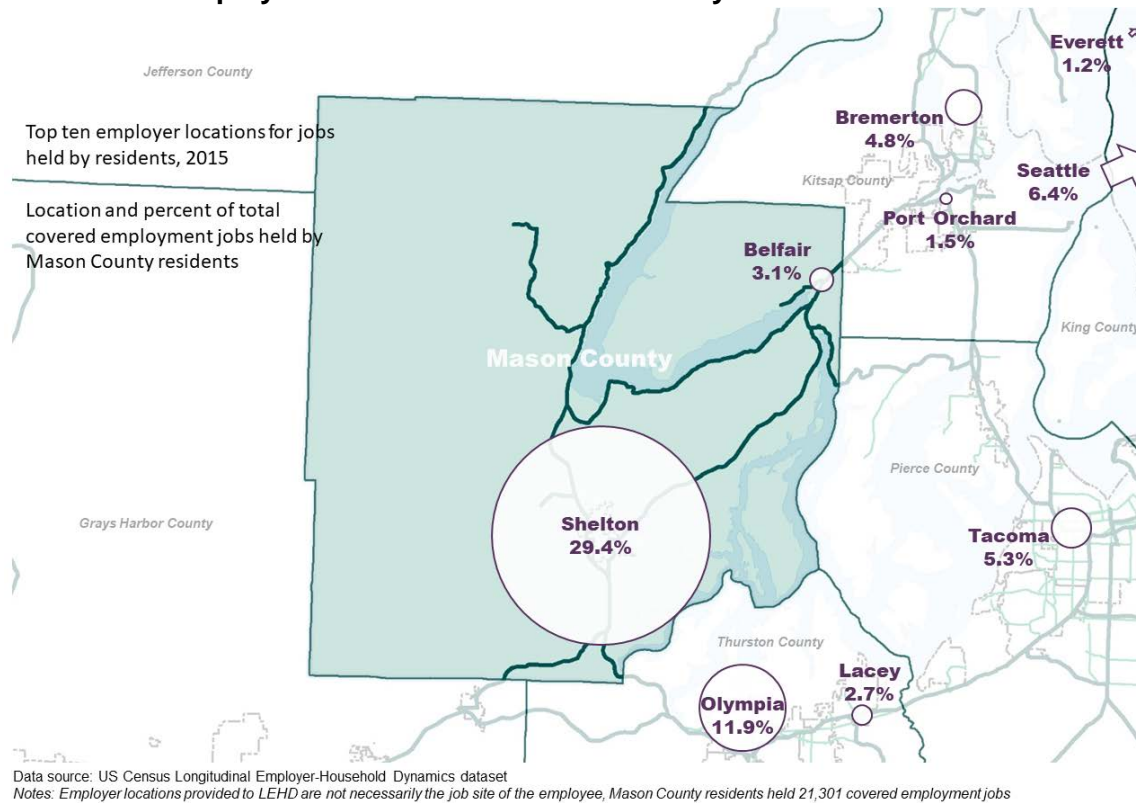 Jefferson County
Everett
1.2%
Top ten employer locations for jobs
held by residents, 2015
Bremerton
4.8%
Seattle
6.4%
Kitsap County
Location and percent of total
covered employment jobs held by
Mason County residents
Port Orchard
1.5%
Belfair
3.1%
King County
Mason County
Pierce County
Grays Harbor County
Shelton
29.4%
Tacoma
5.3%
Thurston County
Lacey
2.7%
Olympia
11.9%
Data source: US Census Longitudinal Employer-Household Dynamics dataset
Notes: Employer locations provided to LEHD are not necessarily the job site of the employee, Mason County residents held 21,301 covered employment jobs